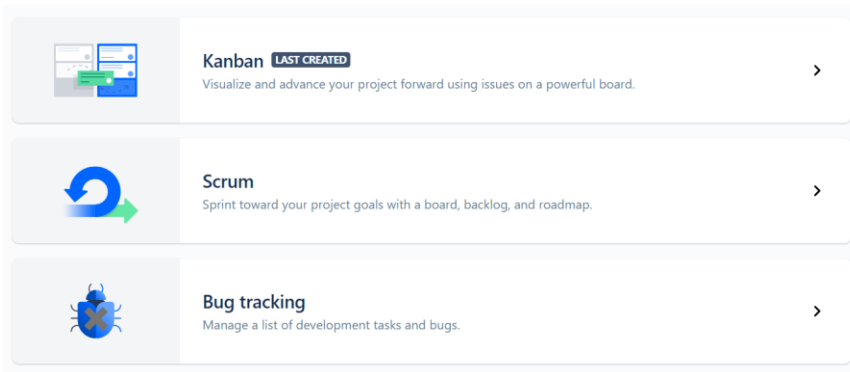 Kanban LAST CREATED
Visualize and advance your project forward using issues on a powerful board.
Scrum
Sprint toward your project goals with a board, backlog, and roadmap.
Bug tracking
Manage a list of development tasks and bugs.